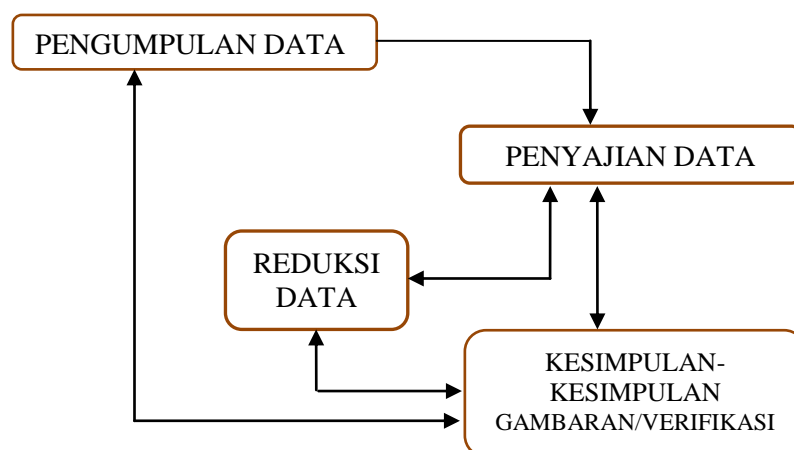 PENGUMPULAN DATA
PENYAJIAN DATA
REDUKSI
DATA
KESIMPULAN-
KESIMPULAN
GAMBARAN/VERIFIKASI